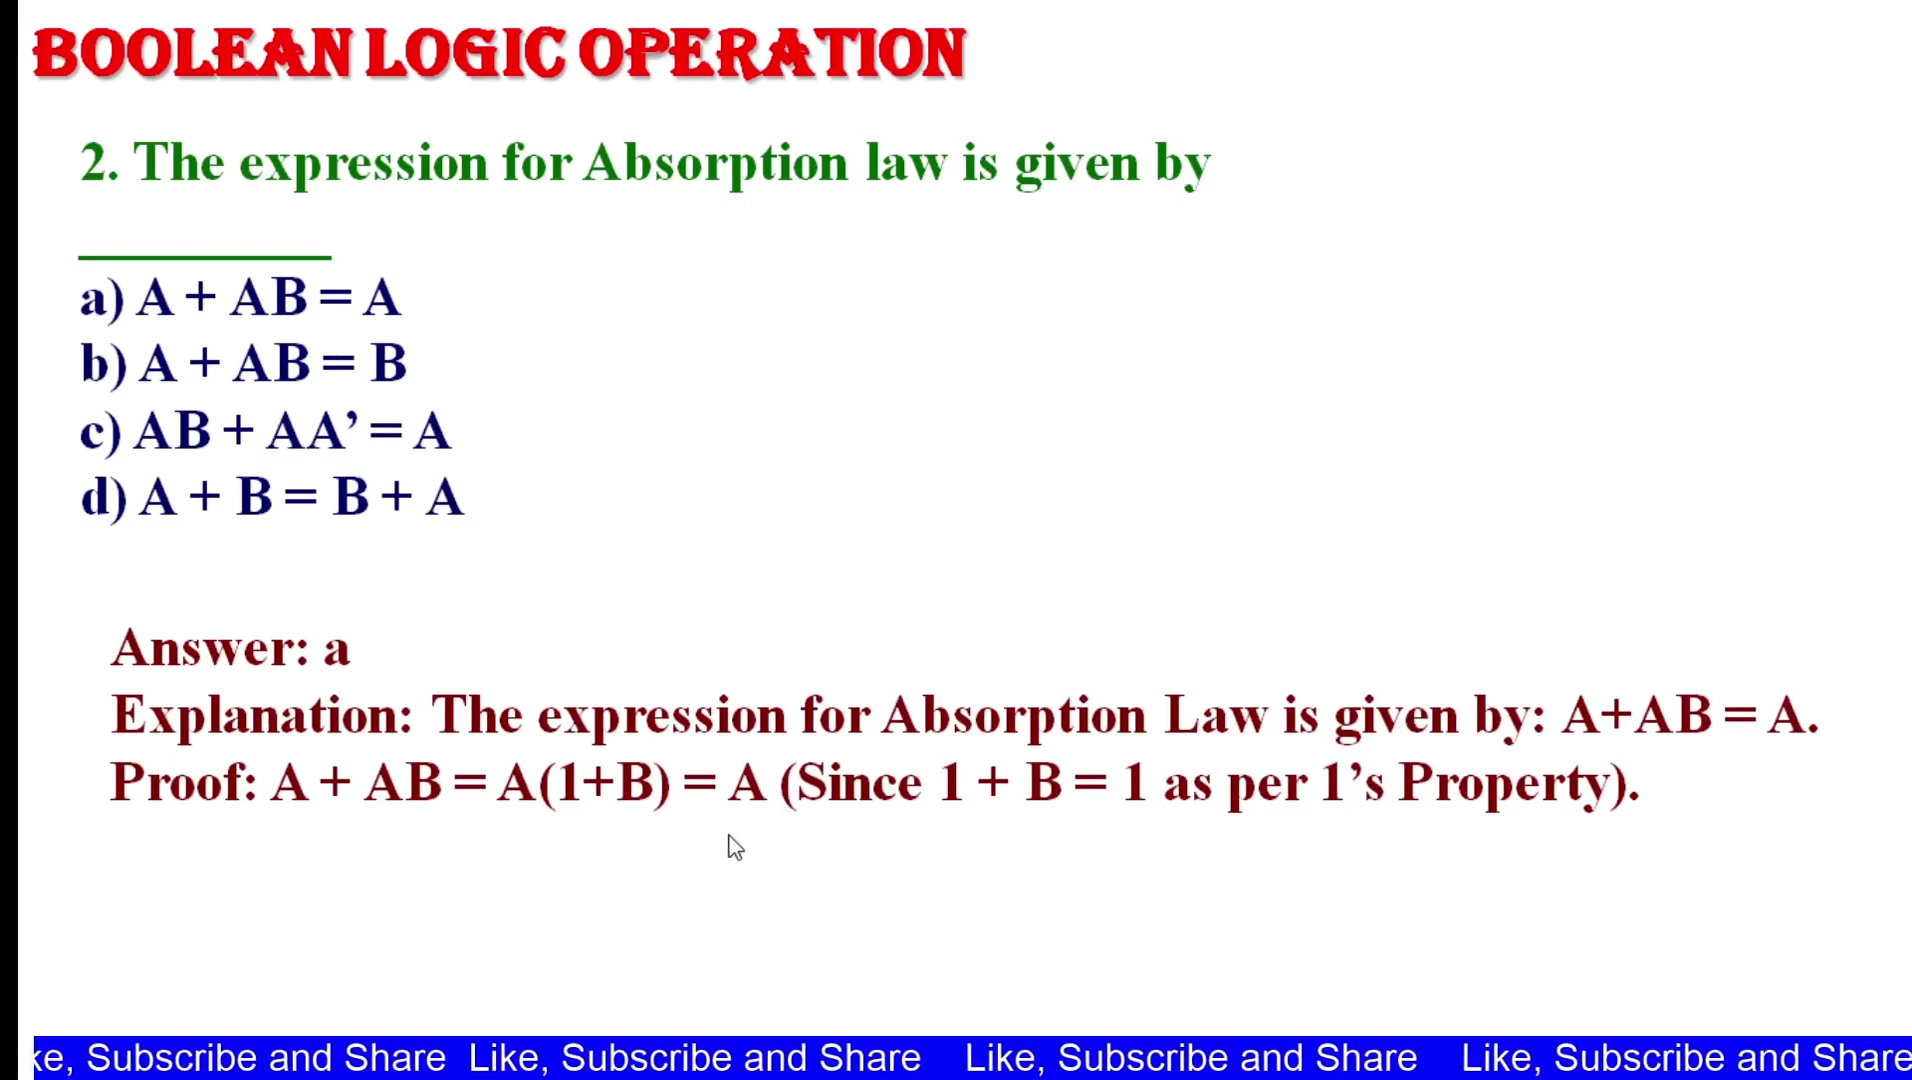 BOOLEAN LOGIC OPERATION
2. The expression for Absorption law is given by
__________
a) A + AB = A
b) A + AB = B
c) AB + AA’ = A
d) A + B = B + A
Answer: a
Explanation: The expression for Absorption Law is given by: A+AB = A.
Proof: A + AB = A(1+B) = A (Since 1 + B = 1 as per 1’s Property).
ke, Subscribe and Share Like, Subscribe and Share Like, Subscribe and Share Like, Subscribe and Share